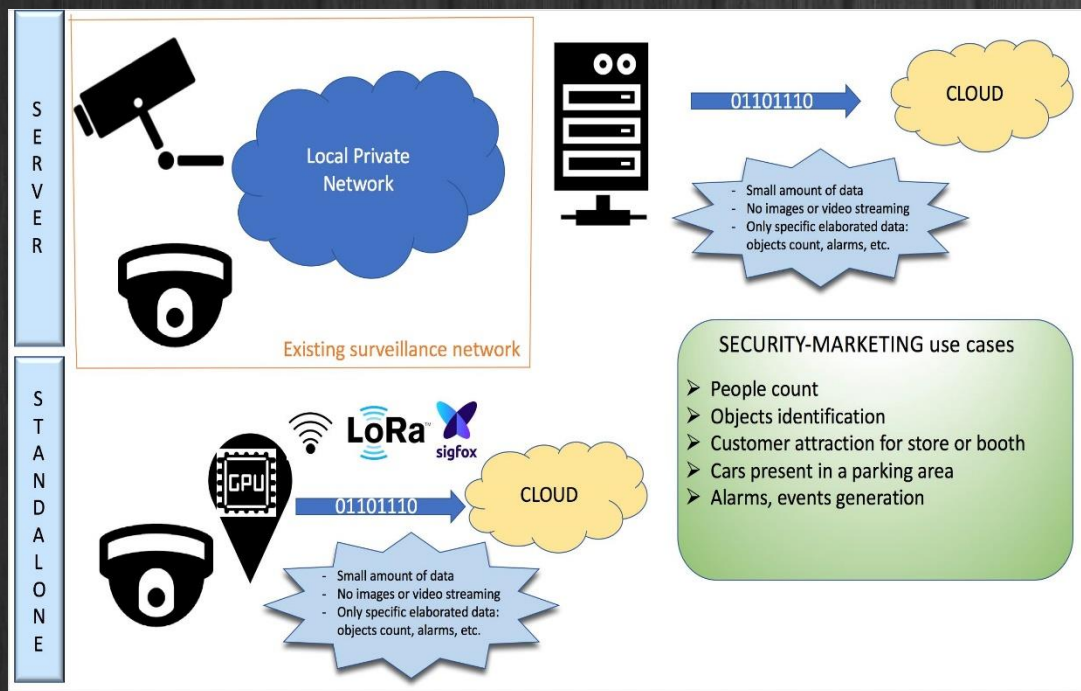 SERVER
Local Private
Network
Existing surveillance network
01101110
CLOUD
- Small amount of data
- No images or video streaming
- Only specific elaborated data:
objects count, alarms, etc.
SECURITY-MARKETING use cases
➢ People count
➢ Objects identification
➢ Customer attraction for store or booth
➢ Cars present in a parking area
➢ Alarms, events generation
STANDALONE
GPU
LoRa™
sigfox
01101110
CLOUD
- Small amount of data
- No images or video streaming
- Only specific elaborated data:
objects count, alarms, etc.